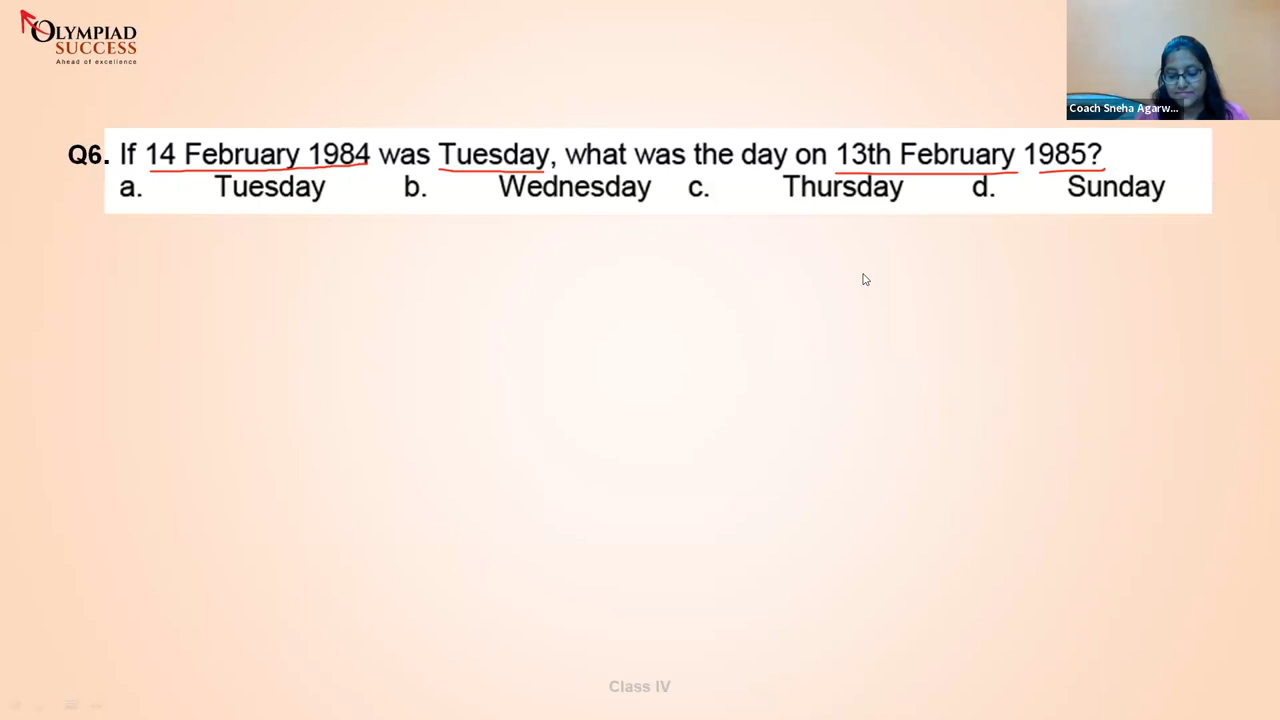 OLYMPIAD
SUCCESS
Ahead of excellence
Coach Sneha Agarw...
Q6. If 14 February 1984 was Tuesday, what was the day on 13th February 1985?
a. Tuesday b. Wednesday c. Thursday d. Sunday
Class IV